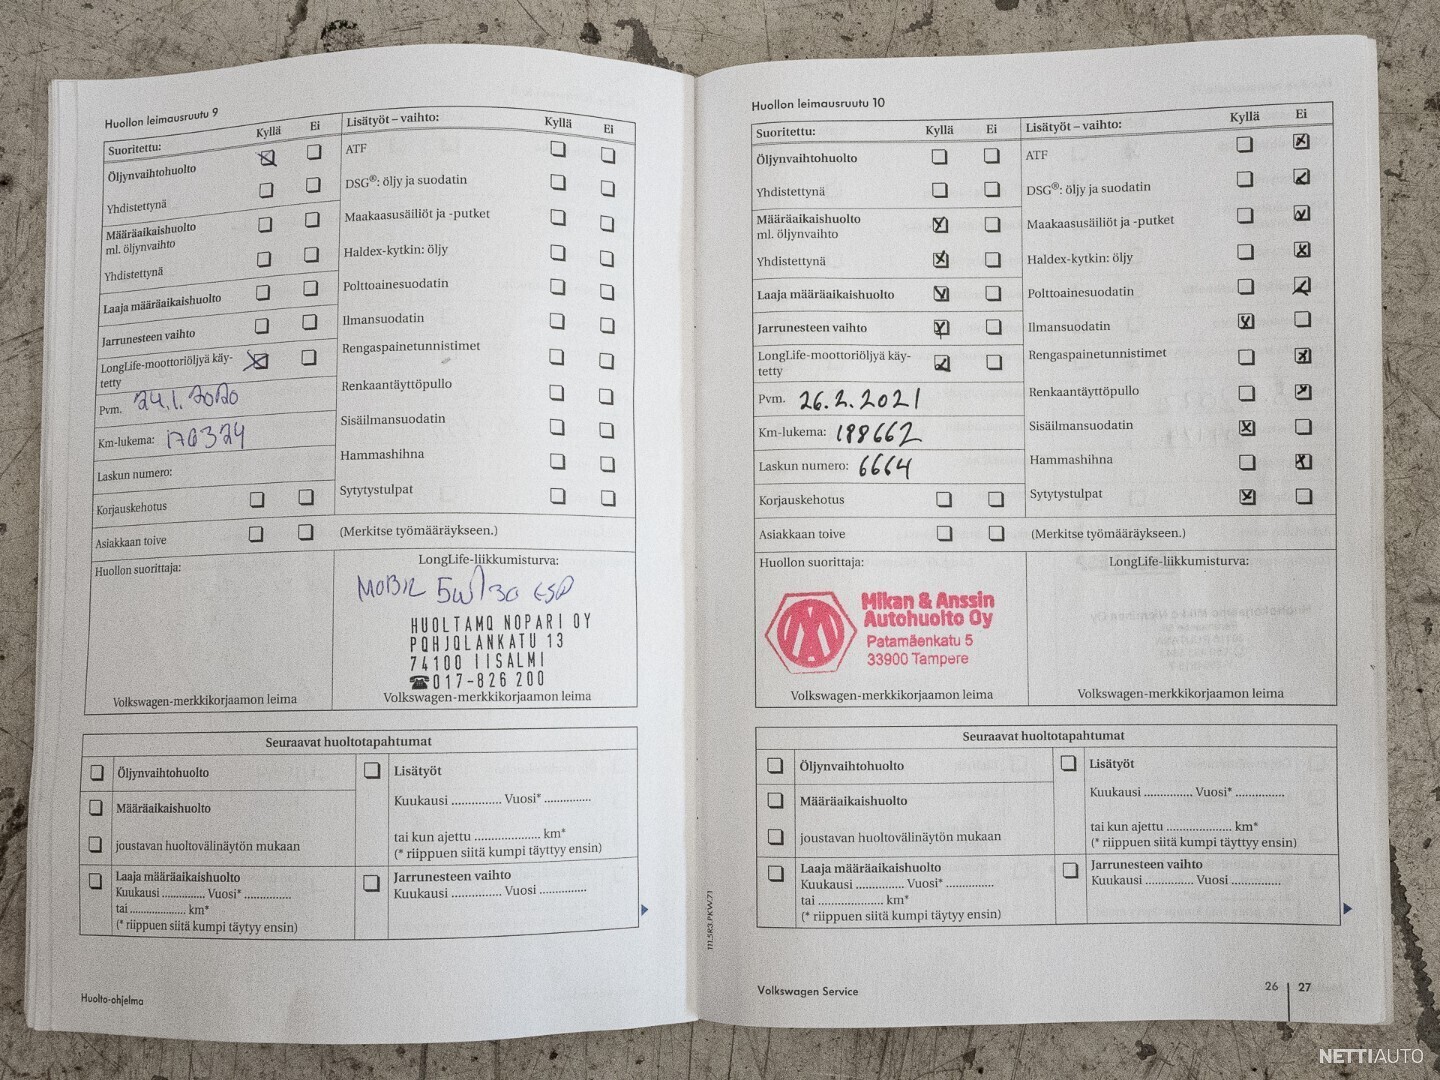 Huollon leimausruutu 9
Suoritettu: Kyllä Ei
Öljynvaihtohuolto
Yhdistettynä
Määräaikaishuolto
ml. öljynvaihto
Yhdistettynä
Laaja määräaikaishuolto
Jarrunesteen vaihto
LongLife-moottoriöljyä käy-
tetty
Pvm. 24.1.2020
Km-lukema: 170324
Laskun numero:
Korjauskehotus
Asiakkaan toive
Lisätyöt – vaihto: Kyllä Ei
ATF
DSG®: öljy ja suodatin
Maakaasusäiliöt ja -putket
Haldex-kytkin: öljy
Polttoainesuodatin
Ilmansuodatin
Rengaspainetunnistimet
Renkaantäyttöpullo
Sisäilmansuodatin
Hammashihna
Sytytystulpat
(Merkitse työmääräykseen.)
Huollon suorittaja:
Volkswagen-merkkikorjaamon leima
LongLife-liikkumisturva:
MOBIL 5W/30 ESP
HUOLTAMO NOPARI OY
POHJOLANKATU 13
74100 IISALMI
☎017-826 200
Volkswagen-merkkikorjaamon leima
Seuraavat huoltotapahtumat
Öljynvaihtohuolto
Määräaikaishuolto
joustavan huoltovälinäytön mukaan
Laaja määräaikaishuolto
Kuukausi ............. Vuosi* ..............
tai ................. km*
(* riippuen siitä kumpi täytyy ensin)
Lisätyöt
Kuukausi ............... Vuosi* ..............
tai kun ajettu .................... km*
(* riippuen siitä kumpi täyttyy ensin)
Jarrunesteen vaihto
Kuukausi ............... Vuosi ..............
Huolto-ohjelma
Huollon leimausruutu 10
Suoritettu: Kyllä Ei
Öljynvaihtohuolto
Yhdistettynä
Määräaikaishuolto
ml. öljynvaihto
Yhdistettynä
Laaja määräaikaishuolto
Jarrunesteen vaihto
LongLife-moottoriöljyä käy-
tetty
Pvm. 26.2.2021
Km-lukema: 188662
Laskun numero: 6664
Korjauskehotus
Asiakkaan toive
Lisätyöt – vaihto: Kyllä Ei
ATF
DSG®: öljy ja suodatin
Maakaasusäiliöt ja -putket
Haldex-kytkin: öljy
Polttoainesuodatin
Ilmansuodatin
Rengaspainetunnistimet
Renkaantäyttöpullo
Sisäilmansuodatin
Hammashihna
Sytytystulpat
(Merkitse työmääräykseen.)
Huollon suorittaja:
Mikan & Anssin
Autohuolto Oy
Patamäenkatu 5
33900 Tampere
Volkswagen-merkkikorjaamon leima
LongLife-liikkumisturva:
Volkswagen-merkkikorjaamon leima
Seuraavat huoltotapahtumat
Öljynvaihtohuolto
Määräaikaishuolto
joustavan huoltovälinäytön mukaan
Laaja määräaikaishuolto
Kuukausi ............... Vuosi* ..............
tai .................... km*
(* riippuen siitä kumpi täytyy ensin)
Lisätyöt
Kuukausi ............... Vuosi* ..............
tai kun ajettu .................... km*
(* riippuen siitä kumpi täyttyy ensin)
Jarrunesteen vaihto
Kuukausi ............... Vuosi ..............
111.5R3.PKW.71
Volkswagen Service
26 27
NETTIAUTO